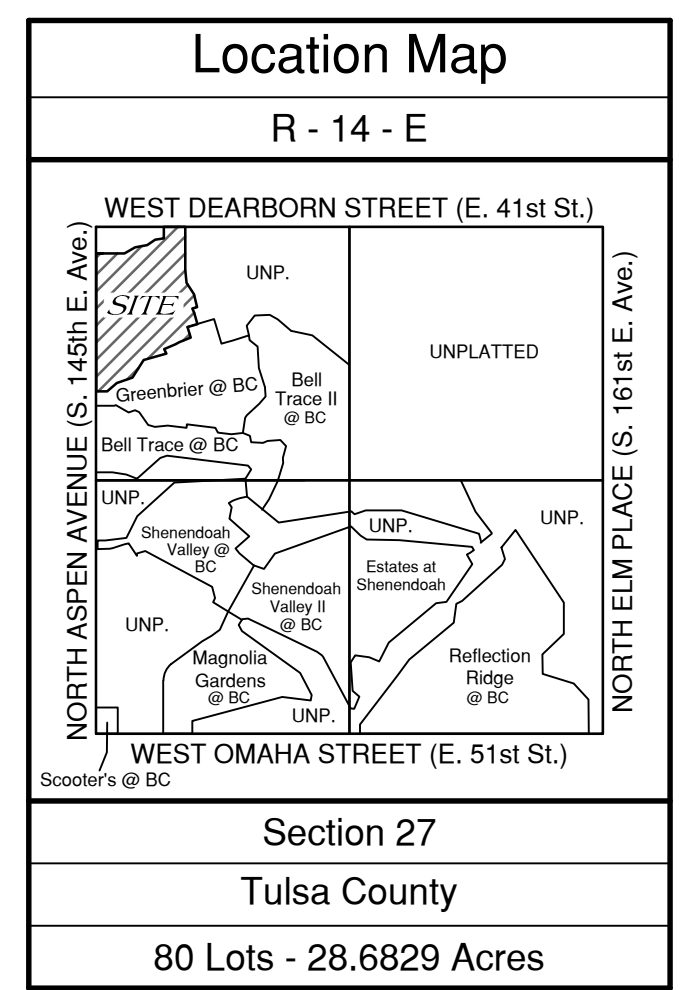 Location Map
R - 14 - E
WEST DEARBORN STREET (E. 41st St.)
NORTH ASPEN AVENUE (S. 145th E. Ave.)
NORTH ELM PLACE (S. 161st E. Ave.)
UNP.
SITE
UNPLATTED
Greenbrier @ BC
Bell
Trace II
@ BC
Bell Trace @ BC
UNP.
UNP.
UNP.
Shenendoah
Valley @
BC
Estates at
Shenendoah
Shenendoah
Valley II
@ BC
UNP.
Magnolia
Gardens
@ BC
Reflection
Ridge
@ BC
UNP.
WEST OMAHA STREET (E. 51st St.)
Scooter's @ BC
Section 27
Tulsa County
80 Lots - 28.6829 Acres